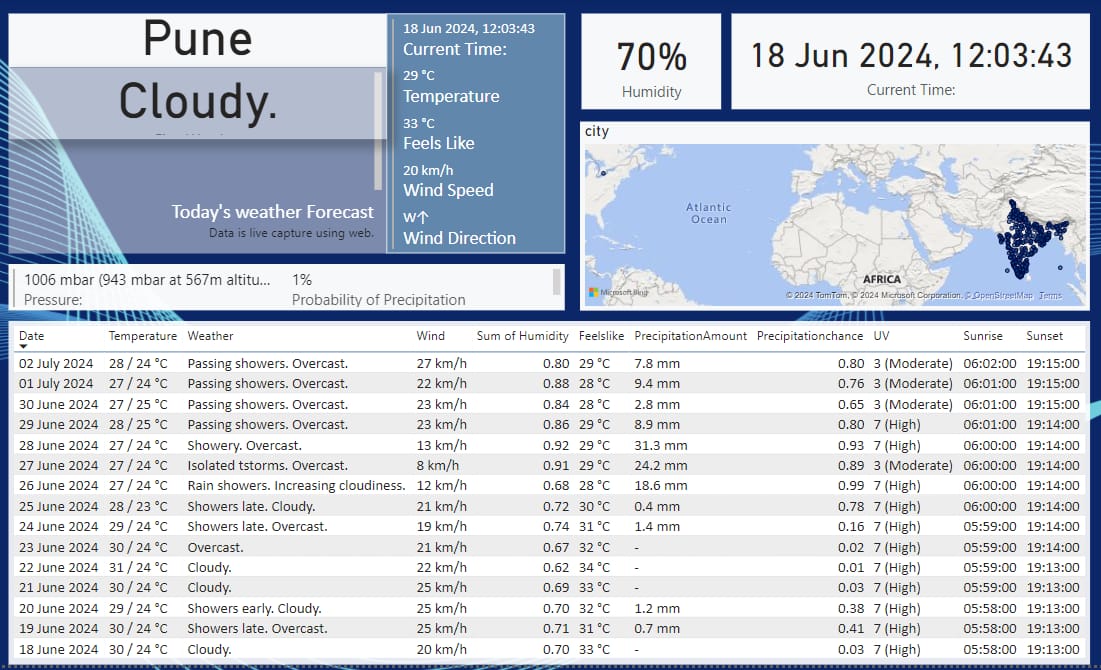 Pune
Cloudy.
Today's weather Forecast
Data is live capture using web.
18 Jun 2024, 12:03:43
Current Time:
29 °C
Temperature
33 °C
Feels Like
20 km/h
Wind Speed
W↑
Wind Direction
70%
Humidity
18 Jun 2024, 12:03:43
Current Time:
city
Atlantic
Ocean
AFRICA
Microsoft Bing
© 2024 TomTom, © 2024 Microsoft Corporation, © OpenStreetMap Terms
1006 mbar (943 mbar at 567m altitu... 1%
Pressure: Probability of Precipitation
Date Temperature Weather Wind Sum of Humidity Feelslike PrecipitationAmount Precipitationchance UV Sunrise Sunset
02 July 2024 28 / 24 °C Passing showers. Overcast. 27 km/h 0.80 29 °C 7.8 mm 0.80 3 (Moderate) 06:02:00 19:15:00
01 July 2024 27 / 24 °C Passing showers. Overcast. 22 km/h 0.88 28 °C 9.4 mm 0.76 3 (Moderate) 06:01:00 19:15:00
30 June 2024 27 / 25 °C Passing showers. Overcast. 23 km/h 0.84 28 °C 2.8 mm 0.65 3 (Moderate) 06:01:00 19:15:00
29 June 2024 28 / 25 °C Passing showers. Overcast. 23 km/h 0.86 29 °C 8.9 mm 0.80 7 (High) 06:01:00 19:14:00
28 June 2024 27 / 24 °C Showery. Overcast. 13 km/h 0.92 29 °C 31.3 mm 0.93 7 (High) 06:00:00 19:14:00
27 June 2024 27 / 24 °C Isolated tstorms. Overcast. 8 km/h 0.91 29 °C 24.2 mm 0.89 3 (Moderate) 06:00:00 19:14:00
26 June 2024 27 / 24 °C Rain showers. Increasing cloudiness. 12 km/h 0.68 28 °C 18.6 mm 0.99 7 (High) 06:00:00 19:14:00
25 June 2024 28 / 23 °C Showers late. Cloudy. 21 km/h 0.72 30 °C 0.4 mm 0.78 7 (High) 06:00:00 19:14:00
24 June 2024 29 / 24 °C Showers late. Overcast. 19 km/h 0.74 31 °C 1.4 mm 0.16 7 (High) 05:59:00 19:14:00
23 June 2024 30 / 24 °C Overcast. 21 km/h 0.67 32 °C - 0.02 7 (High) 05:59:00 19:14:00
22 June 2024 31 / 24 °C Cloudy. 22 km/h 0.62 34 °C - 0.01 7 (High) 05:59:00 19:13:00
21 June 2024 30 / 24 °C Cloudy. 25 km/h 0.69 33 °C - 0.03 7 (High) 05:59:00 19:13:00
20 June 2024 29 / 24 °C Showers early. Cloudy. 25 km/h 0.70 32 °C 1.2 mm 0.38 7 (High) 05:58:00 19:13:00
19 June 2024 30 / 24 °C Showers late. Overcast. 25 km/h 0.71 31 °C 0.7 mm 0.41 7 (High) 05:58:00 19:13:00
18 June 2024 30 / 24 °C Cloudy. 20 km/h 0.70 33 °C - 0.03 7 (High) 05:58:00 19:13:00